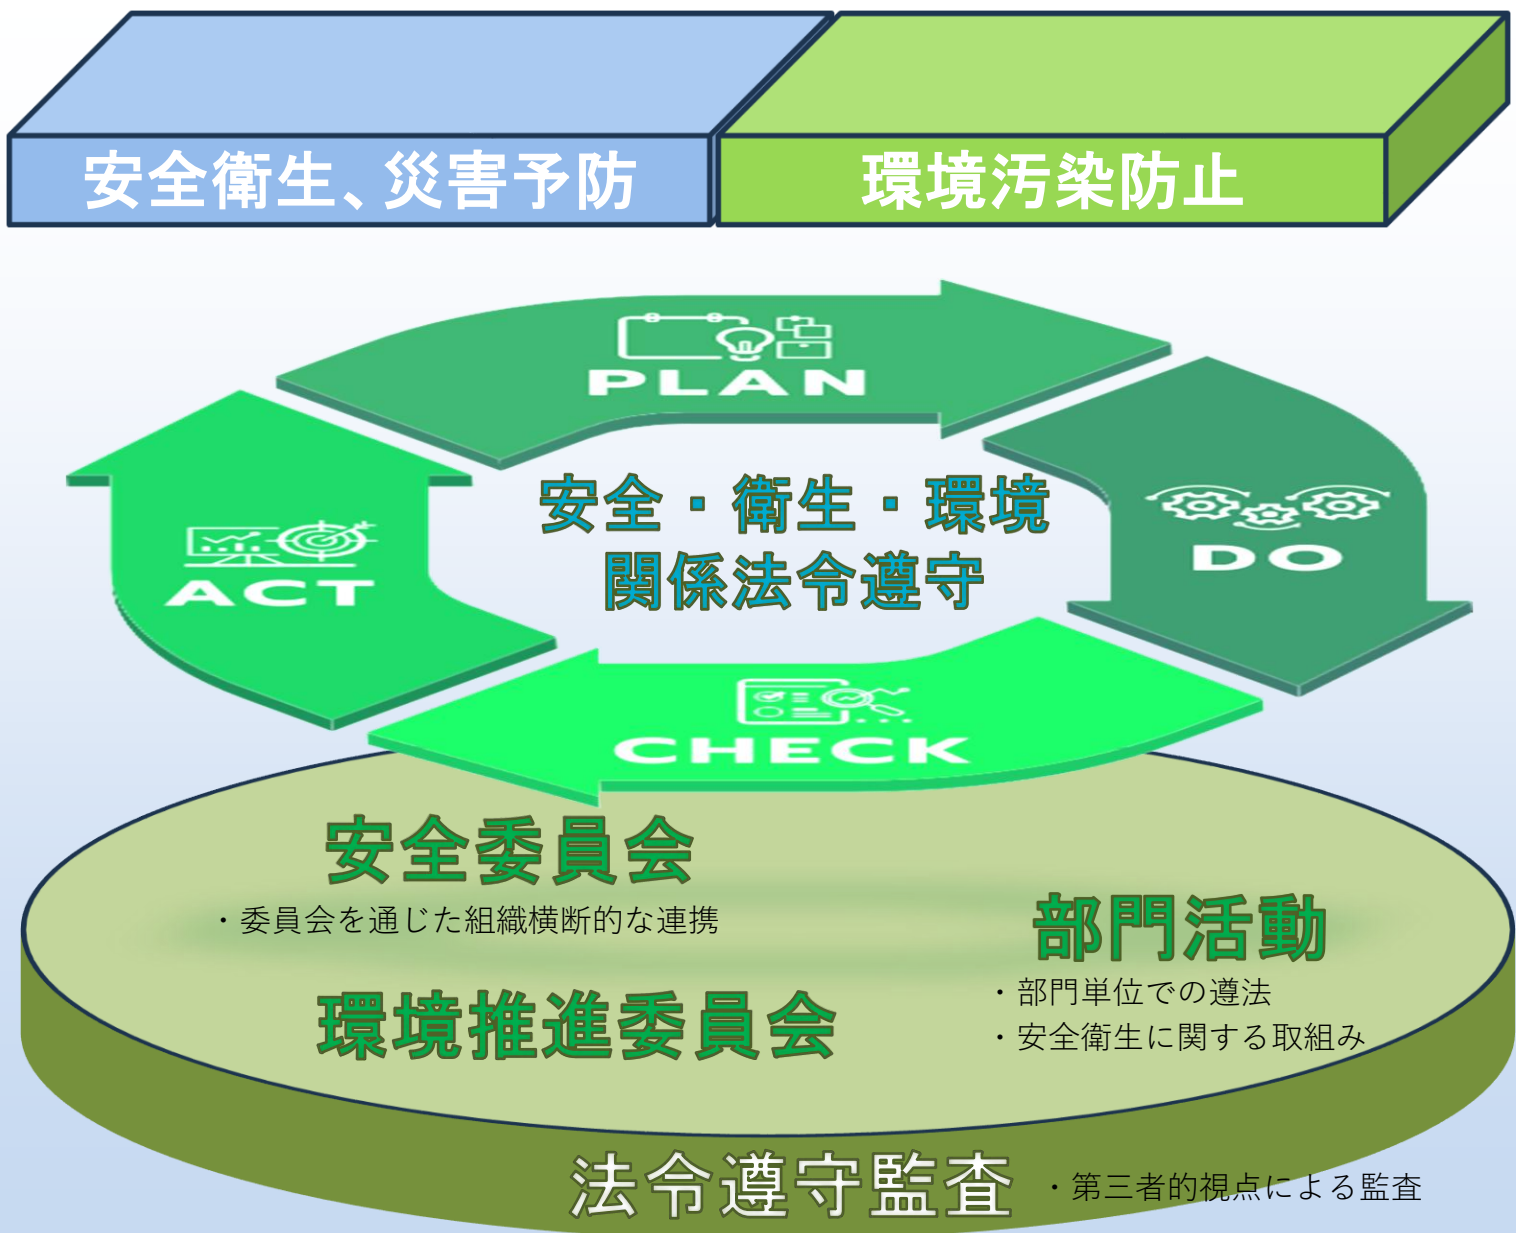 安全衛生、災害予防
環境汚染防止
PLAN
安全・衛生・環境
関係法令遵守
DO
ACT
CHECK
安全委員会
・委員会を通じた組織横断的な連携
環境推進委員会
部門活動
・部門単位での遵法
・安全衛生に関する取組み
法令遵守監査
・第三者的視点による監査